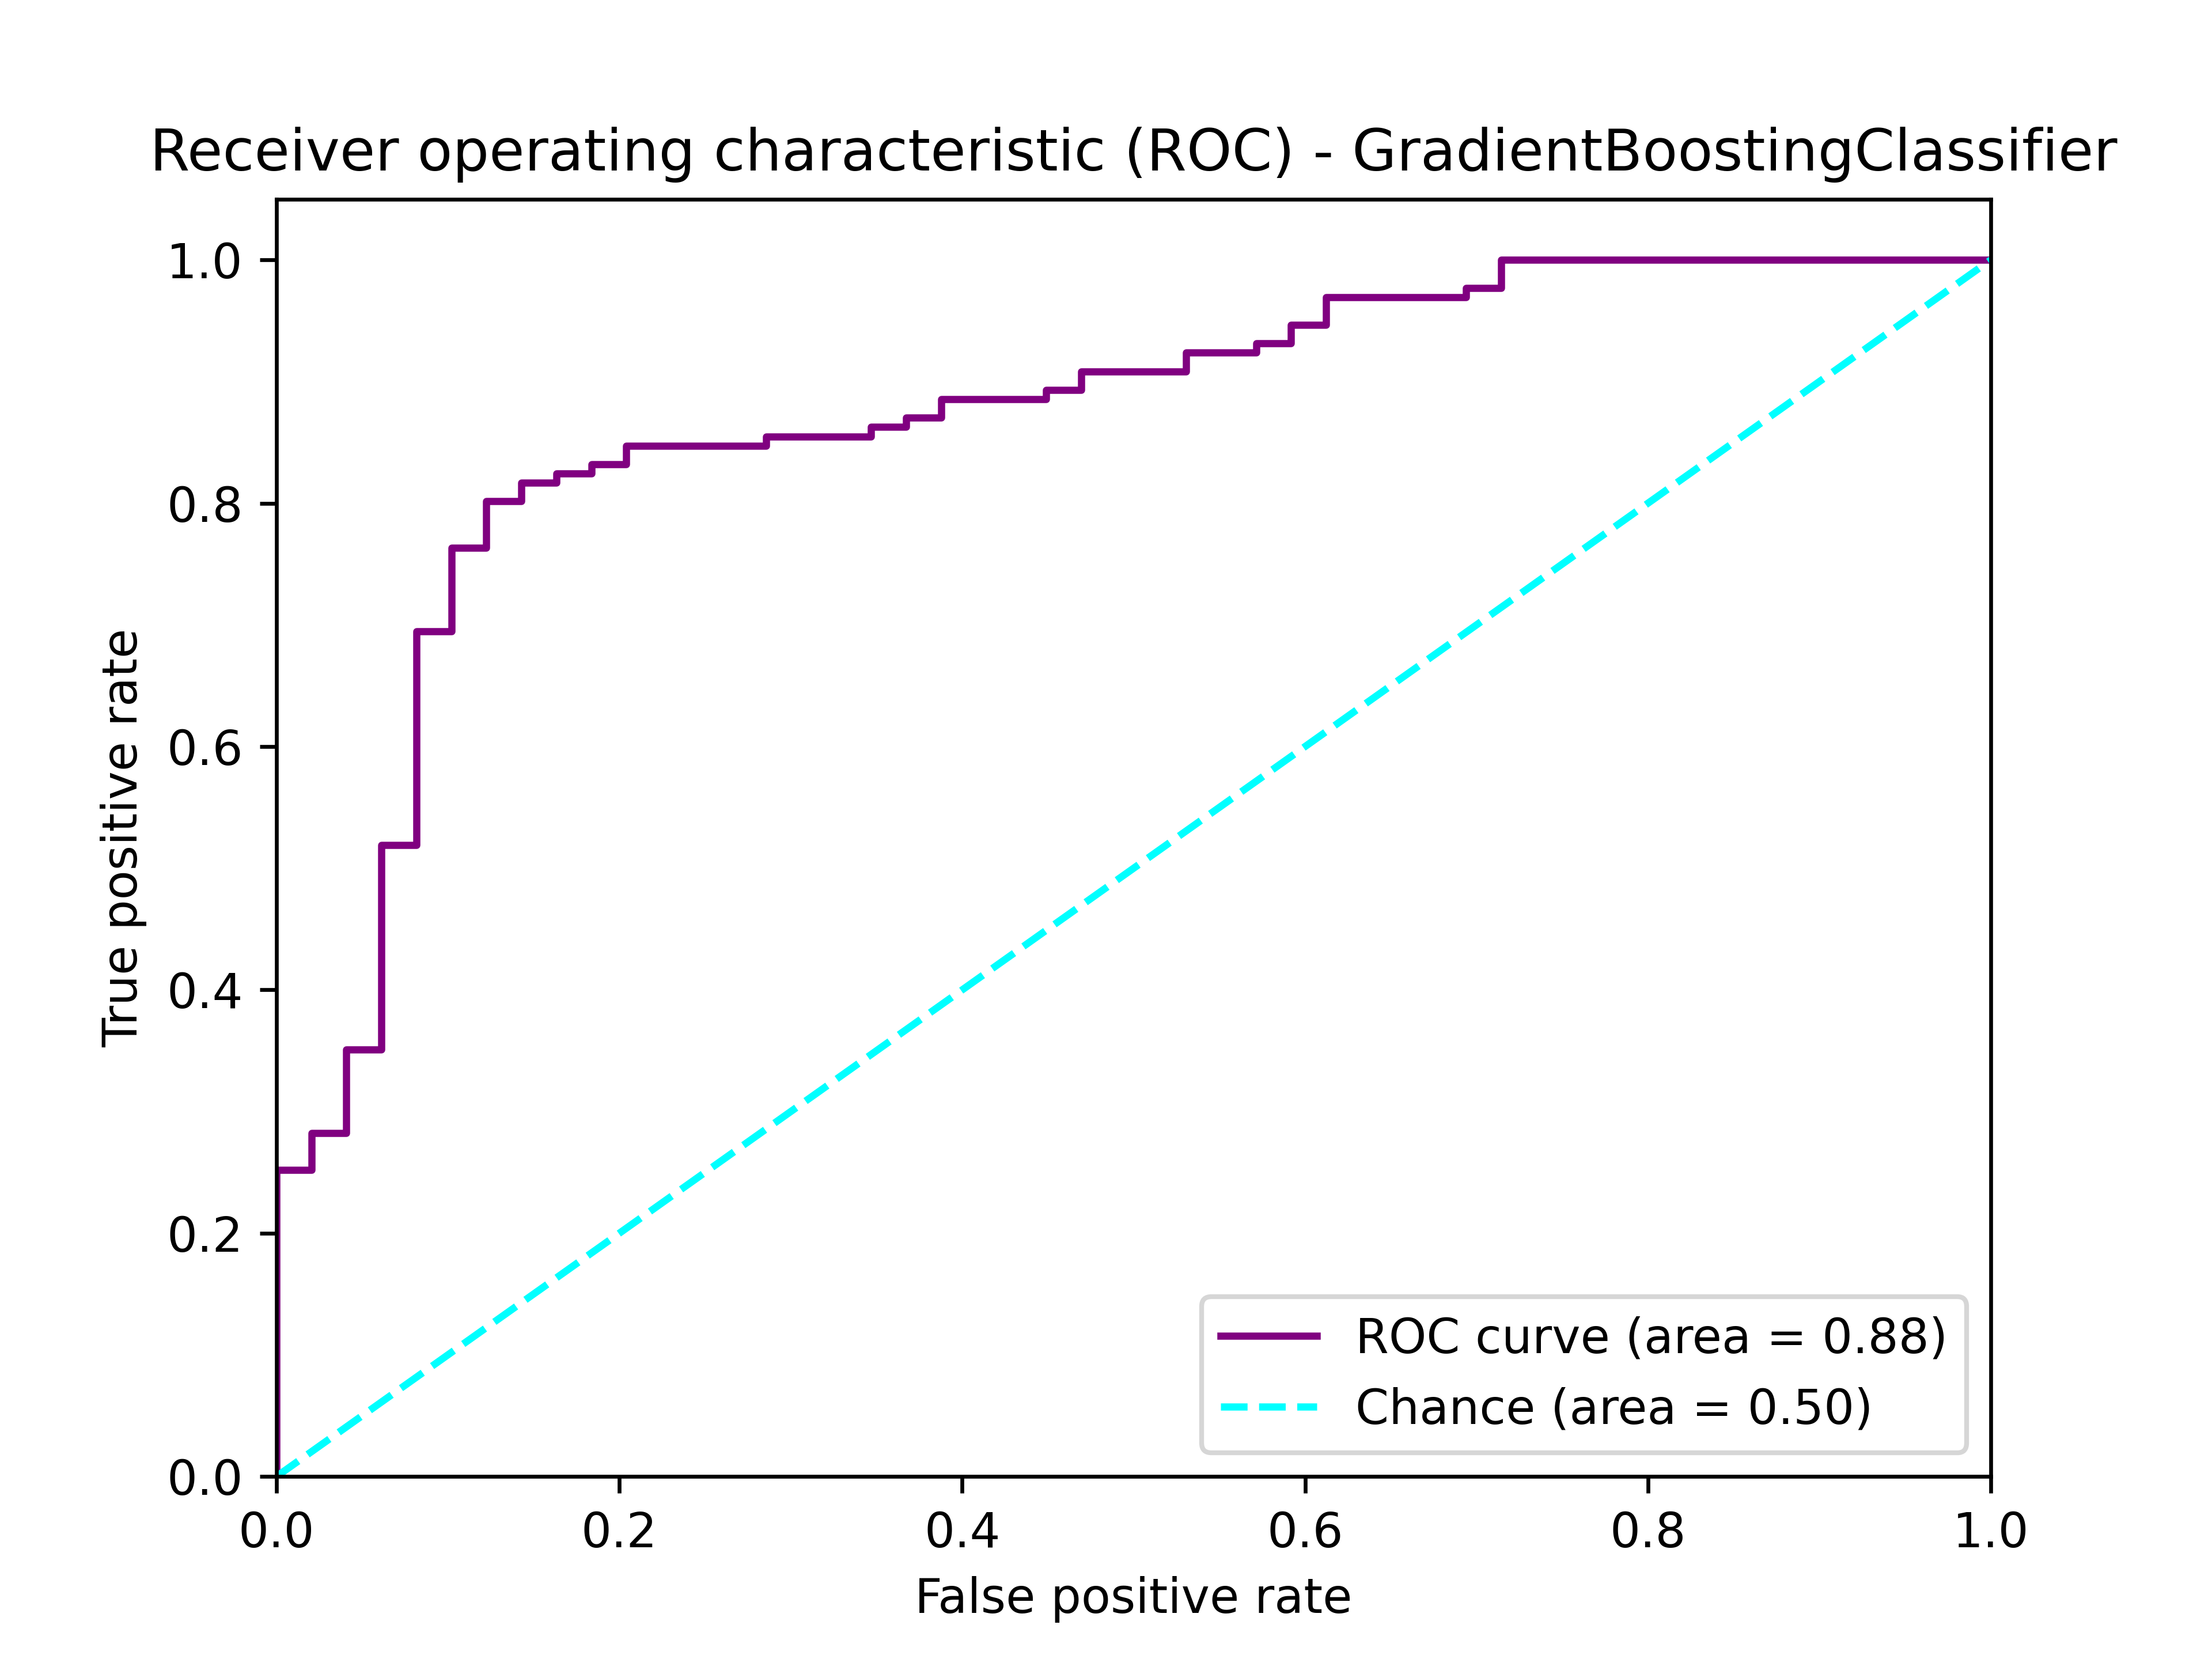 Receiver operating characteristic (ROC) - GradientBoostingClassifier
1.0
0.8
0.6
0.4
0.2
0.0
True positive rate
0.0 0.2 0.4 0.6 0.8 1.0
False positive rate
ROC curve (area = 0.88)
Chance (area = 0.50)